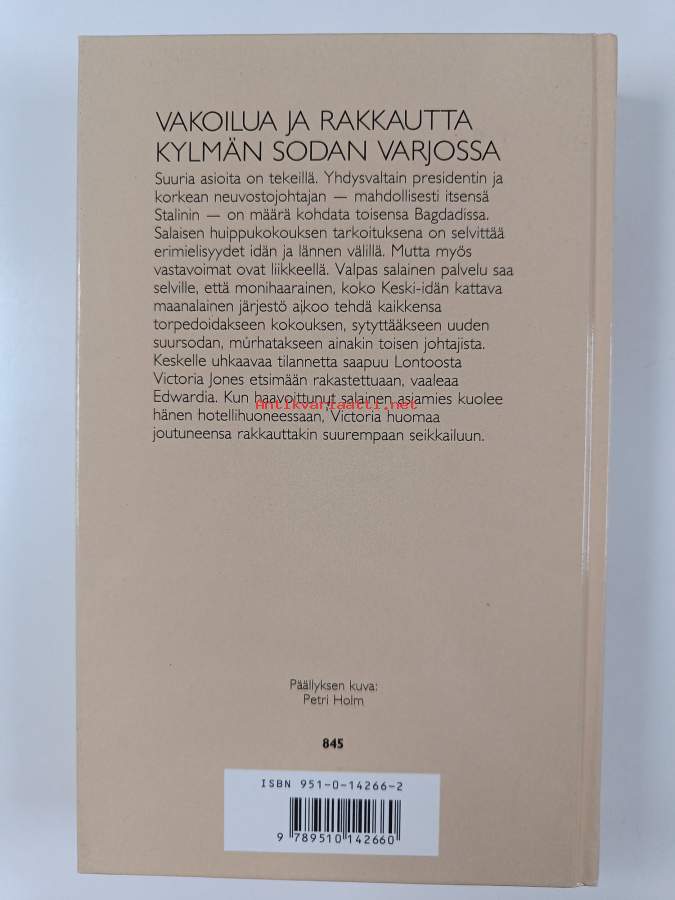 VAKOILUA JA RAKKAUTTA
KYLMÄN SODAN VARJOSSA
Suuria asioita on tekeillä. Yhdysvaltain presidentin ja
korkean neuvostojohtajan — mahdollisesti itsensä
Stalinin — on määrä kohdata toisensa Bagdadissa.
Salaisen huippukokouksen tarkoituksena on selvittää
erimielisyydet idän ja lännen välillä. Mutta myös
vastavoimat ovat liikkeellä. Valpas salainen palvelu saa
selville, että monihaarainen, koko Keski-idän kattava
maanalainen järjestö aikoo tehdä kaikkensa
torpedoidakseen kokouksen, sytyttääkseen uuden
suursodan, murhatakseen ainakin toisen johtajista.
Keskelle uhkaavaa tilannetta saapuu Lontoosta
Victoria Jones etsimään rakastettuaan, vaaleaa
Edwardia. Kun haavoittunut salainen asiamies kuolee
Antikvariaatti.net
hänen hotellihuoneessaan, Victoria huomaa
joutuneensa rakkauttakin suurempaan seikkailuun.
Päällyksen kuva:
Petri Holm
845
ISBN 951-0-14266-2
9 789510 142660